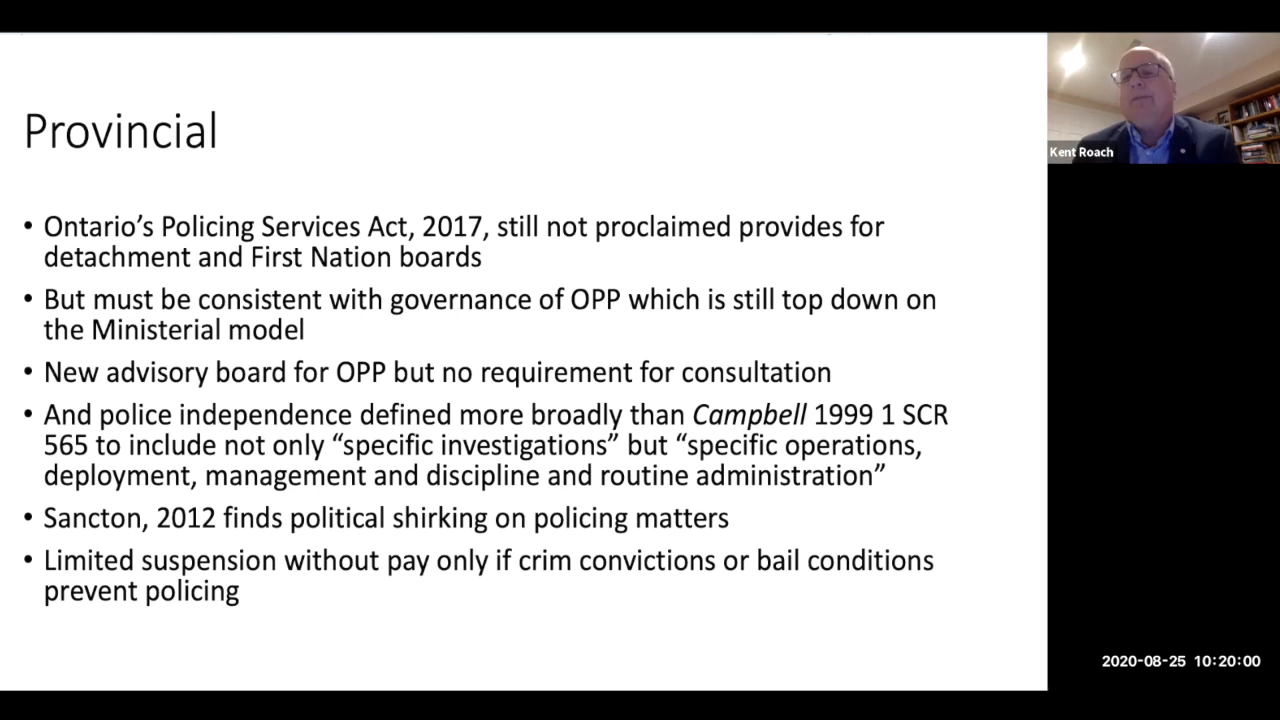 Provincial
• Ontario’s Policing Services Act, 2017, still not proclaimed provides for
detachment and First Nation boards
• But must be consistent with governance of OPP which is still top down on
the Ministerial model
• New advisory board for OPP but no requirement for consultation
• And police independence defined more broadly than Campbell 1999 1 SCR
565 to include not only “specific investigations” but “specific operations,
deployment, management and discipline and routine administration”
• Sancton, 2012 finds political shirking on policing matters
• Limited suspension without pay only if crim convictions or bail conditions
prevent policing
Kent Roach
2020-08-25 10:20:00